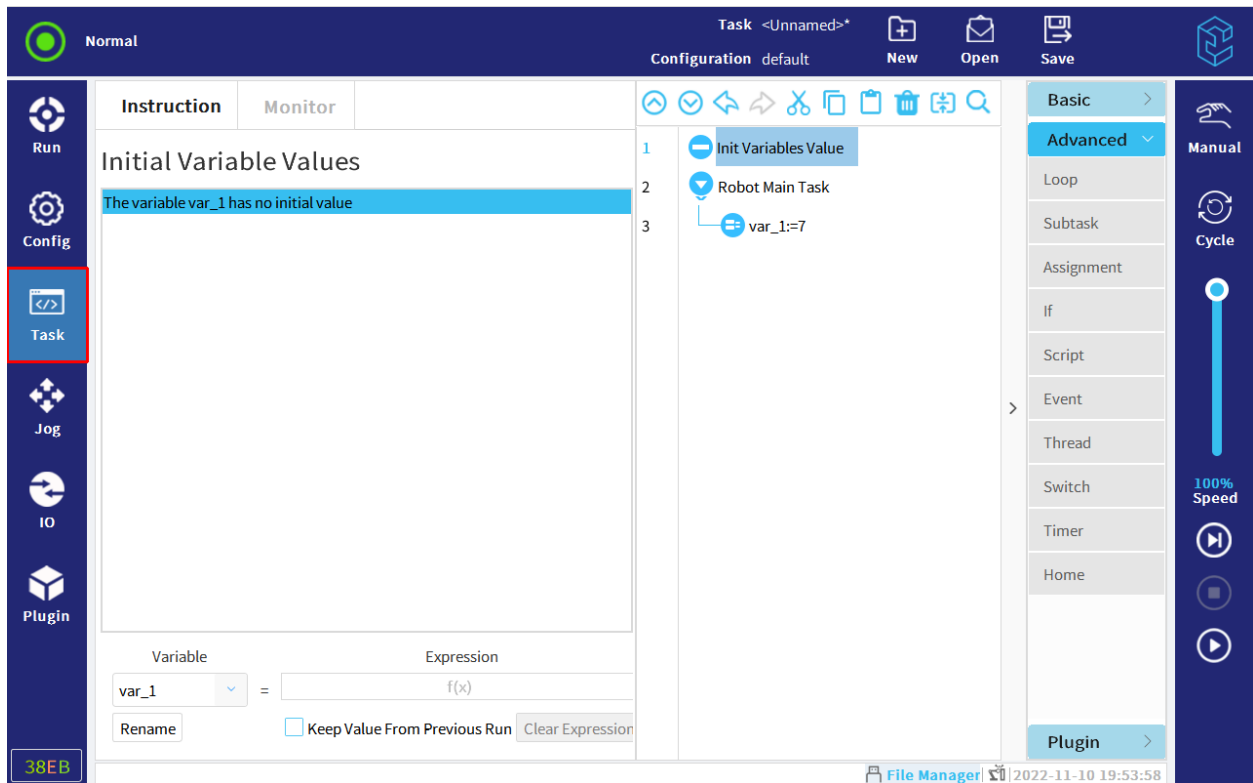 Normal
Task <Unnamed>*
Configuration default
New
Open
Save
Run
Config
Task
Jog
IO
Plugin
38EB
Instruction
Monitor
Initial Variable Values
The variable var_1 has no initial value
Variable
Expression
var_1
=
f(x)
Rename
Keep Value From Previous Run
Clear Expression
1 Init Variables Value
2 Robot Main Task
3 var_1:=7
Basic
Advanced
Loop
Subtask
Assignment
If
Script
Event
Thread
Switch
Timer
Home
Plugin
Manual
Cycle
100%
Speed
File Manager
2022-11-10 19:53:58